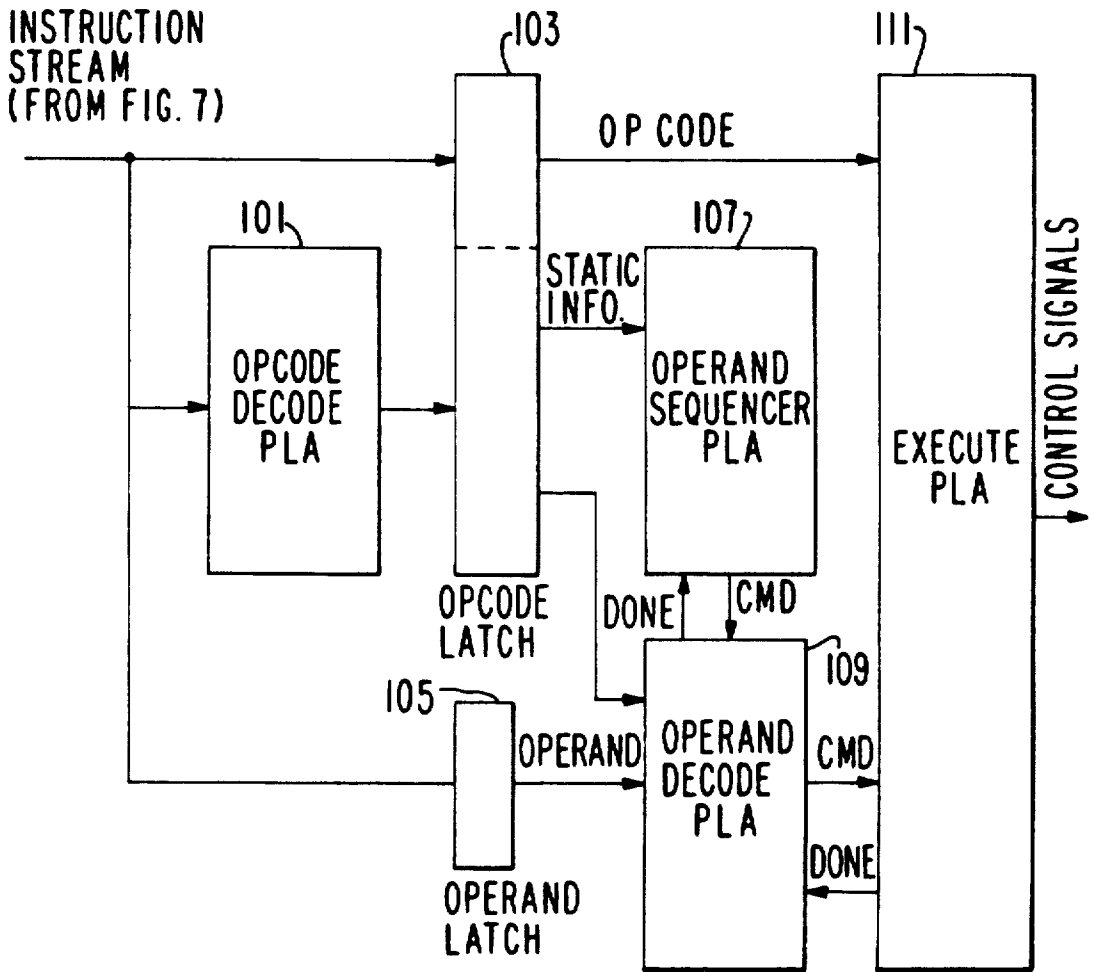 INSTRUCTION
STREAM
(FROM FIG. 7)
103
111
OP CODE
101
107
STATIC
INFO.
OPCODE
DECODE
PLA
OPERAND
SEQUENCER
PLA
EXECUTE
PLA
CONTROL SIGNALS
OPCODE
LATCH
DONE
CMD
109
105
OPERAND
OPERAND
DECODE
PLA
CMD
DONE
OPERAND
LATCH